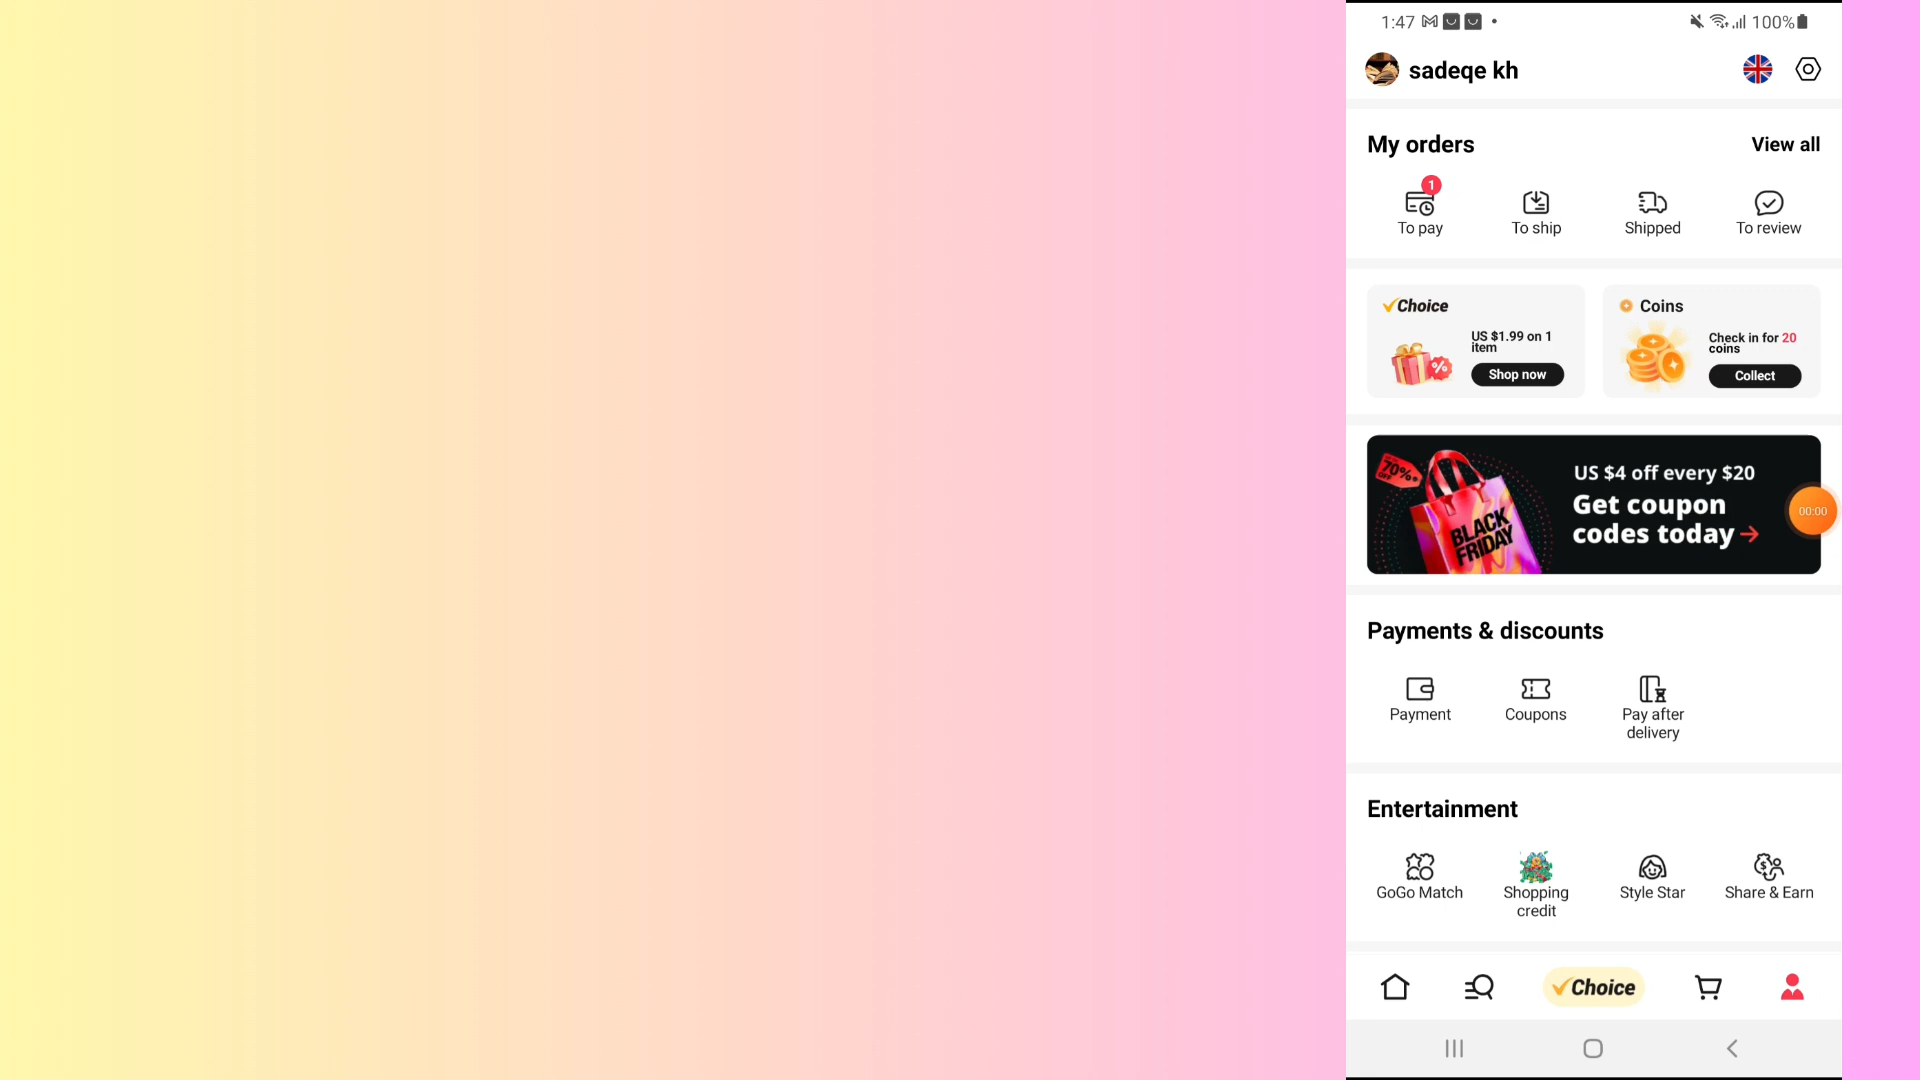 1:47
100%
sadeqe kh
My orders
View all
1
To pay
To ship
Shipped
To review
Choice
US $1.99 on 1
item
Shop now
Coins
Check in for 20
coins
Collect
70%
OFF
BLACK
FRIDAY
US $4 off every $20
Get coupon
codes today
00:00
Payments & discounts
Payment
Coupons
Pay after
delivery
Entertainment
GoGo Match
Shopping
credit
Style Star
Share & Earn
Choice